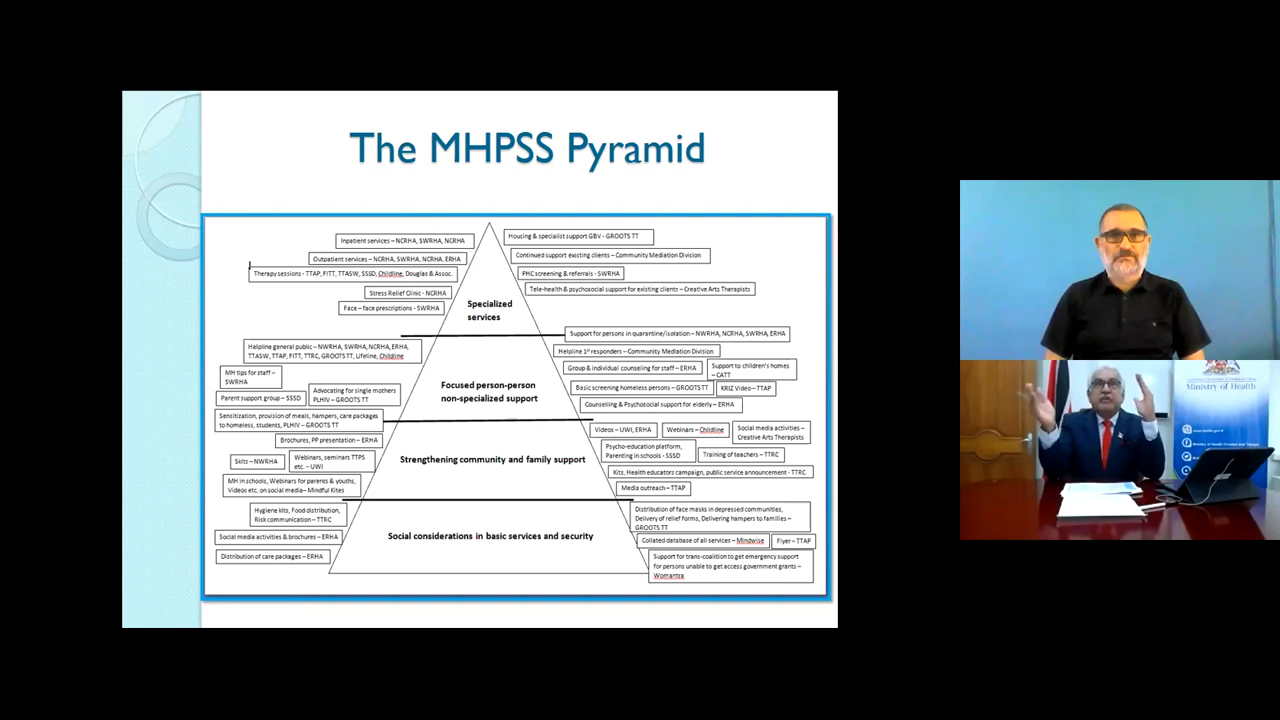 The MHPSS Pyramid
Inpatient services – NCRHA, SWRHA, NCRHA
Outpatient services – NCRHA, SWRHA, NCRHA, ERHA
Therapy sessions - TTAP, FITT, TTASW, SSSD, Childline, Douglas & Assoc.
Stress Relief Clinic - NCRHA
Face – face prescriptions - SWRHA
Housing & specialist support GBV - GROOTS TT
Continued support existing clients – Community Mediation Division
PHC screening & referrals - SWRHA
Tele-health & psychosocial support for existing clients – Creative Arts Therapists
Specialized
services
Helpline general public – NWRHA, SWRHA, NCRHA, ERHA,
TTASW, TTAP, FITT, TTRC, GROOTS TT, Lifeline, Childline
MH tips for staff –
SWRHA
Parent support group – SSSD
Advocating for single mothers
PLHIV – GROOTS TT
Support for persons in quarantine/isolation – NWRHA, NCRHA, SWRHA, ERHA
Helpline 1st responders – Community Mediation Division
Group & individual counseling for staff – ERHA
Support to children's homes
– CATT
Basic screening homeless persons – GROOTS TT
KRIZ Video – TTAP
Counselling & Psychosocial support for elderly – ERHA
Focused person-person
non-specialized support
Sensitization, provision of meals, hampers, care packages
to homeless, students, PLHIV – GROOTS TT
Brochures, PP presentation – ERHA
Skits – NWRHA
Webinars, seminars TTPS
etc. – UWI
MH in schools, Webinars for parents & youths,
Videos etc. on social media– Mindful Kites
Videos – UWI, ERHA
Webinars – Childline
Social media activities –
Creative Arts Therapists
Psycho-education platform,
Parenting in schools - SSSD
Training of teachers – TTRC
Kits, Health educators campaign, public service announcement - TTRC
Media outreach – TTAP
Strengthening community and family support
Hygiene kits, Food distribution,
Risk communication – TTRC
Social media activities & brochures – ERHA
Distribution of care packages – ERHA
Distribution of face masks in depressed communities,
Delivery of relief forms, Delivering hampers to families –
GROOTS TT
Collated database of all services – Mindwise
Flyer – TTAP
Support for trans-coalition to get emergency support
for persons unable to get access government grants –
Womantra
Social considerations in basic services and security
Ministry of Health